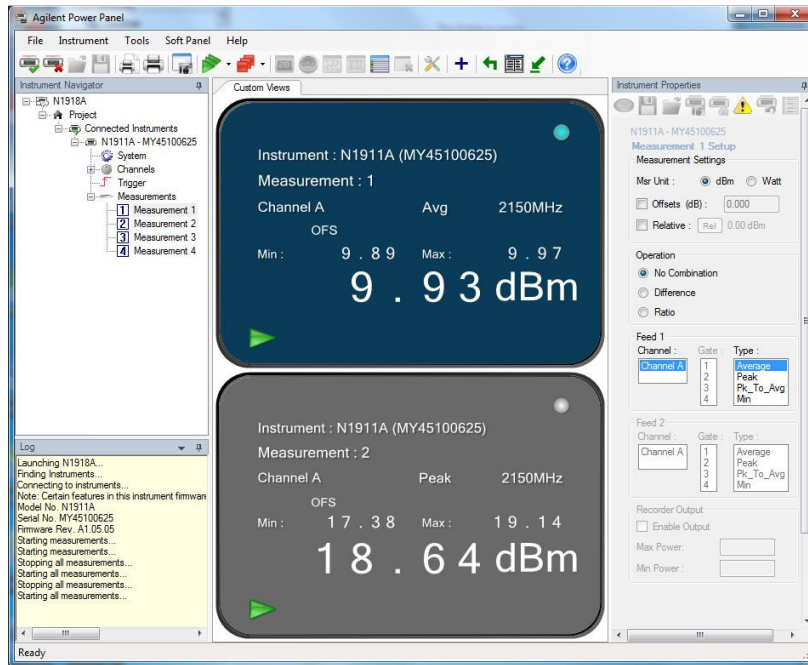 Agilent Power Panel
File Instrument Tools Soft Panel Help
Instrument Navigator
N1918A
Project
Connected Instruments
N1911A - MY45100625
System
Channels
Trigger
Measurements
1 Measurement 1
2 Measurement 2
3 Measurement 3
4 Measurement 4
Log
Launching N1918A...
Finding Instruments...
Connecting to instruments...
Note: Certain features in this instrument firmware
Model No. N1911A
Serial No. MY45100625
Firmware Rev. A1.05.05
Starting measurements...
Starting measurements...
Stopping all measurements...
Starting all measurements...
Stopping all measurements...
Starting all measurements...
Custom Views
Instrument : N1911A (MY45100625)
Measurement : 1
Channel A Avg 2150MHz
OFS
Min : 9 . 8 9 Max : 9 . 9 7
9 . 9 3 dBm
Instrument : N1911A (MY45100625)
Measurement : 2
Channel A Peak 2150MHz
OFS
Min : 1 7 . 3 8 Max : 1 9 . 1 4
1 8 . 6 4 dBm
Instrument Properties
N1911A - MY45100625
Measurement 1 Setup
Measurement Settings
Msr Unit : dBm Watt
Offsets (dB) : 0.000
Relative : Rel 0.00 dBm
Operation
No Combination
Difference
Ratio
Feed 1
Channel : Gate : Type :
Channel A 1 Average
2 Peak
3 Pk_To_Avg
4 Min
Feed 2
Channel : Gate : Type :
Channel A 1 Average
2 Peak
3 Pk_To_Avg
4 Min
Recorder Output
Enable Output
Max Power:
Min Power :
Ready